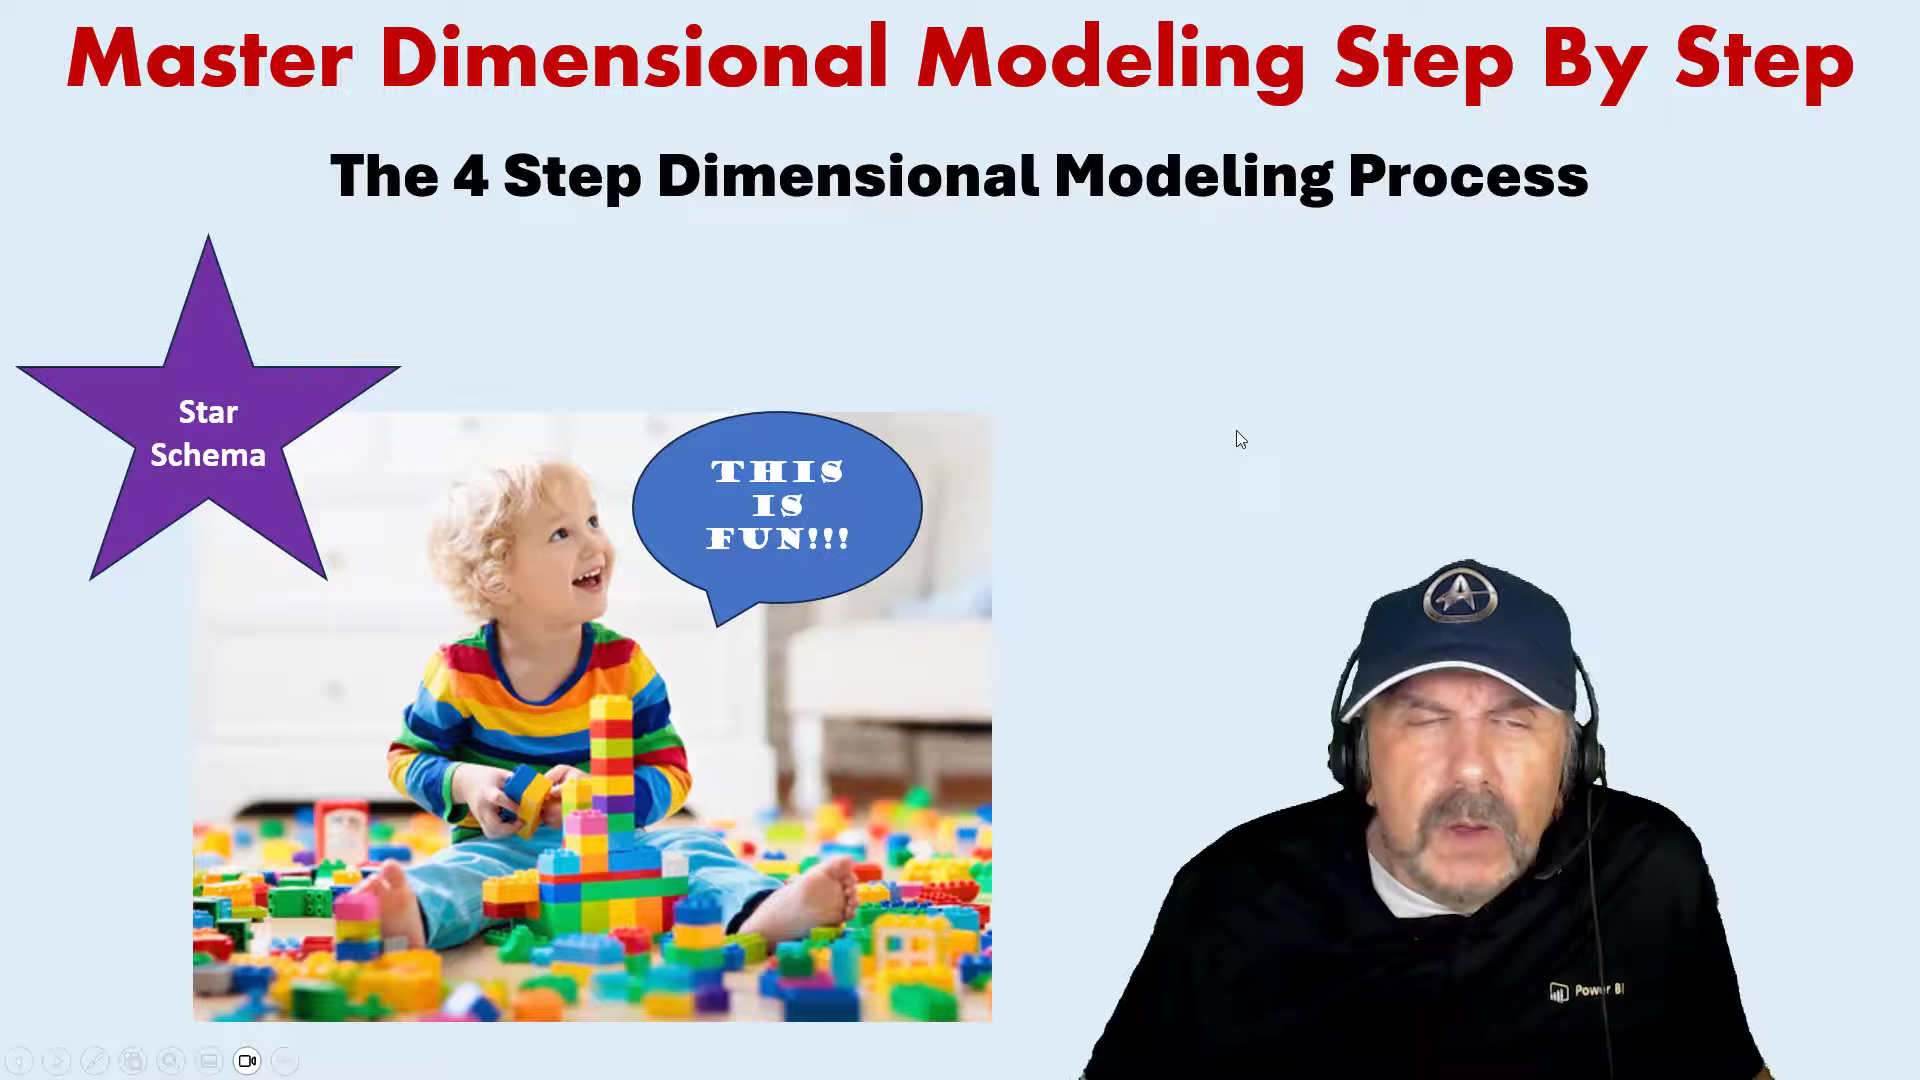 Master Dimensional Modeling Step By Step
The 4 Step Dimensional Modeling Process
Star
Schema
THIS
IS
FUN!!!
Power BI